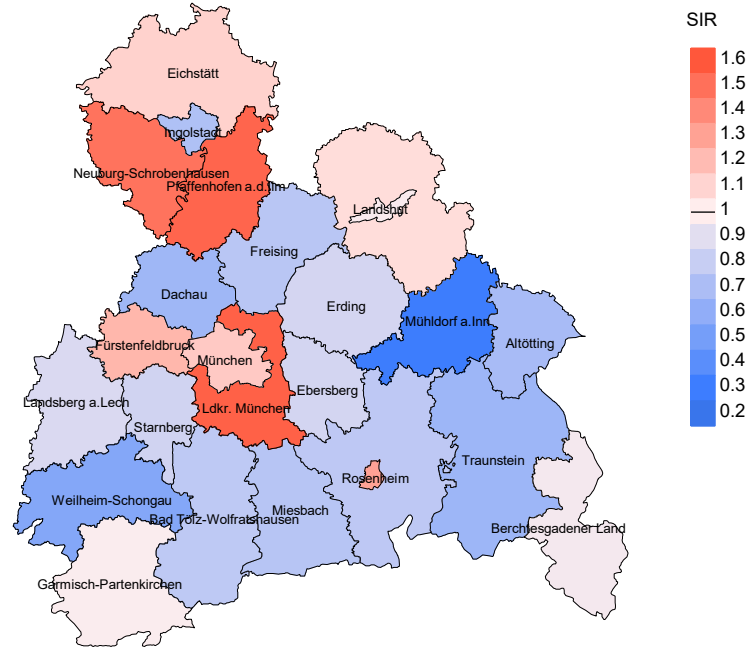 SIR
1.6
1.5
1.4
1.3
1.2
1.1
1
0.9
0.8
0.7
0.6
0.5
0.4
0.3
0.2
Eichstätt
Ingolstadt
Neuburg-Schrobenhausen
Pfaffenhofen a.d.Ilm
Landshut
Freising
Dachau
Erding
Mühldorf a.Inn
Altötting
Fürstenfeldbruck
München
Ebersberg
Landsberg a.Lech
Ldkr. München
Starnberg
Traunstein
Rosenheim
Weilheim-Schongau
Miesbach
Bad Tölz-Wolfratshausen
Berchtesgadener Land
Garmisch-Partenkirchen